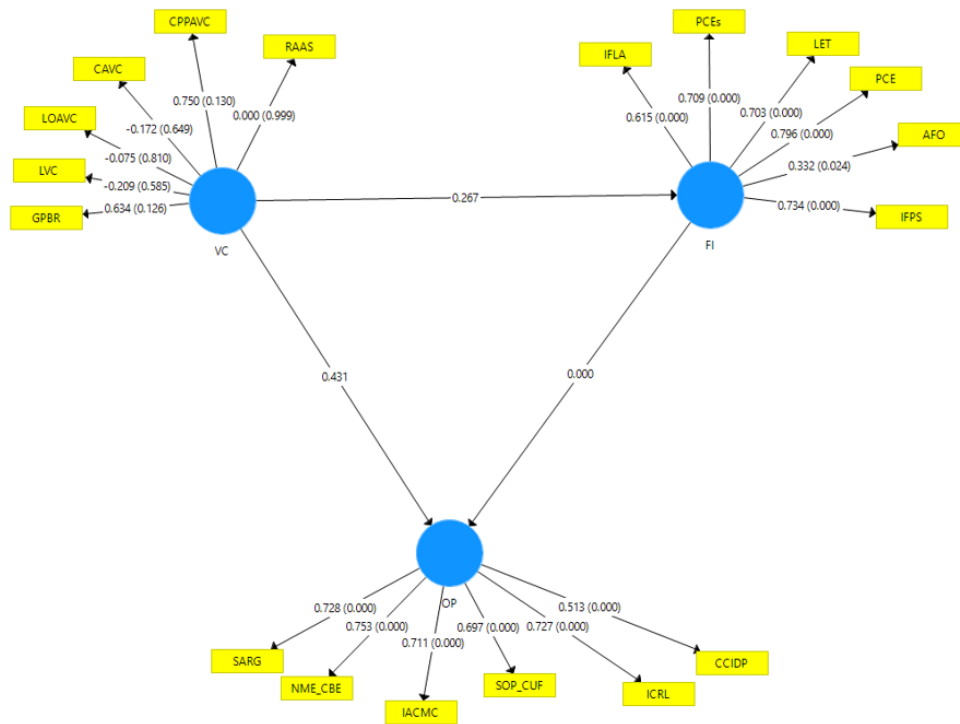 CPPAVC
RAAS
CAVC
LOAVC
LVC
GPBR
0.750 (0.130)
0.000 (0.999)
-0.172 (0.649)
-0.075 (0.810)
-0.209 (0.585)
0.634 (0.126)
VC
PCEs
IFLA
LET
PCE
AFO
IFPS
0.709 (0.000)
0.615 (0.000)
0.703 (0.000)
0.796 (0.000)
0.332 (0.024)
0.734 (0.000)
FI
0.267
0.431
0.000
OP
0.728 (0.000)
0.753 (0.000)
0.711 (0.000)
0.697 (0.000)
0.727 (0.000)
0.513 (0.000)
SARG
NME_CBE
IACMC
SOP_CUF
ICRL
CCIDP